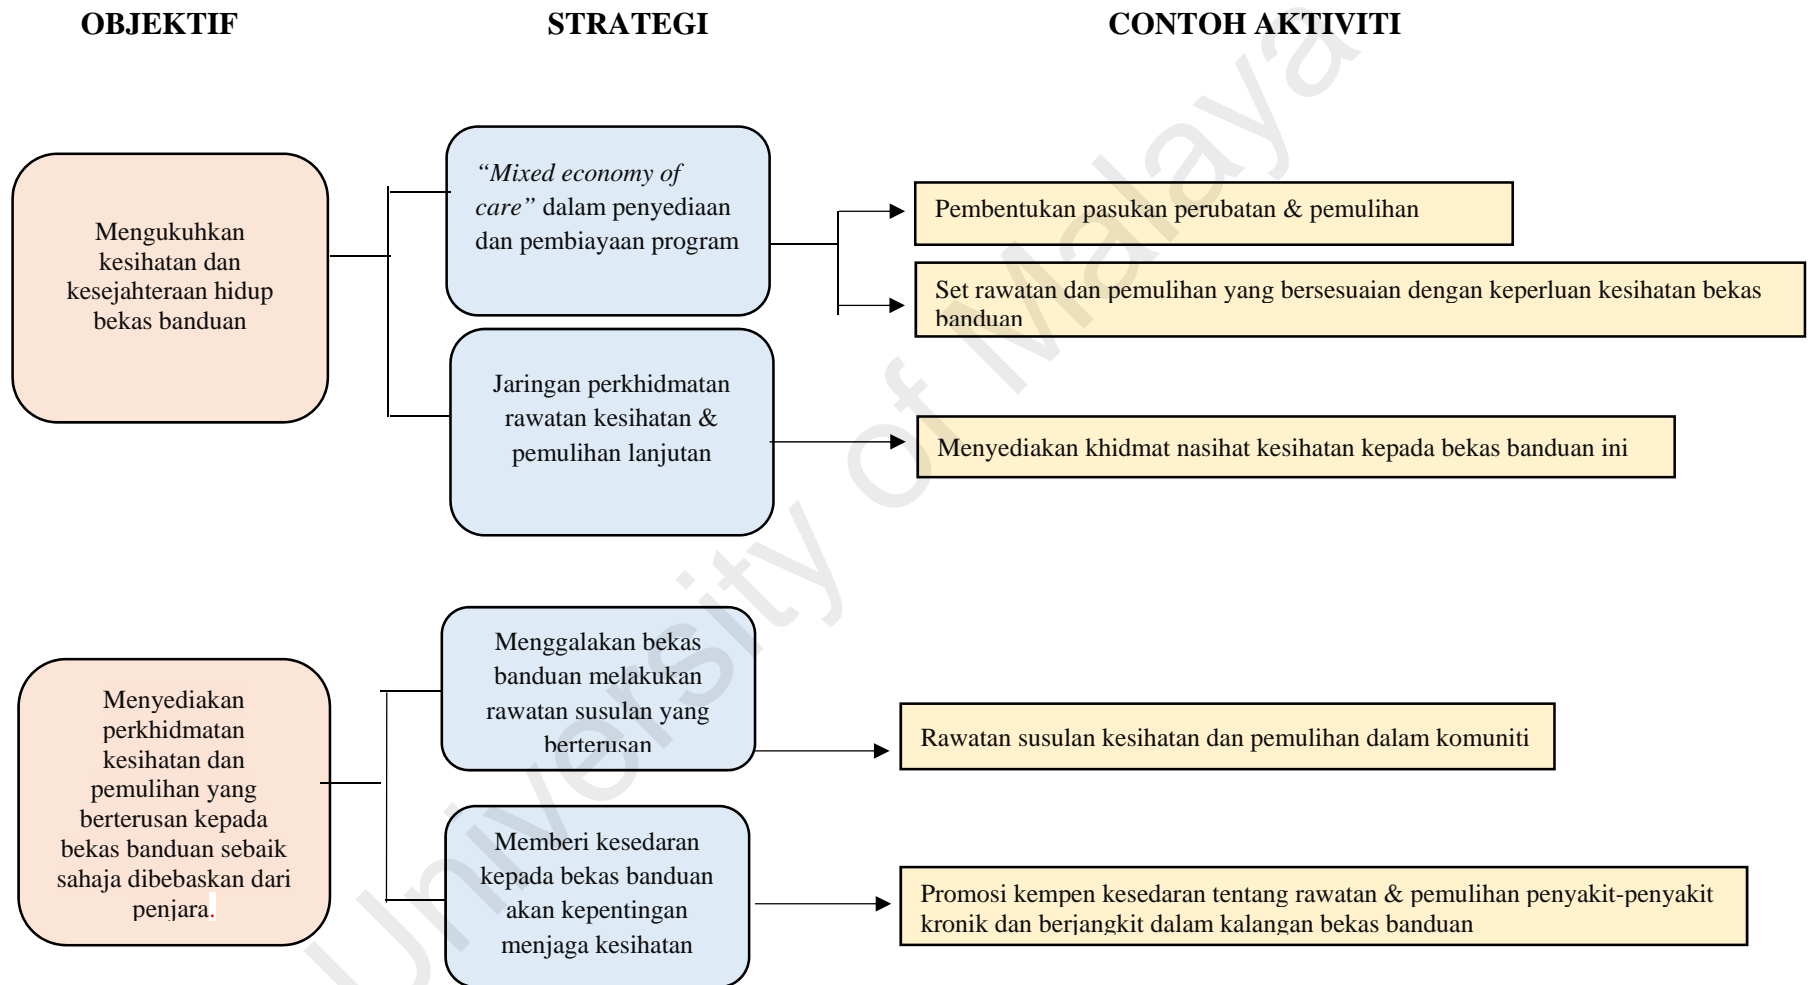 OBJEKTIF
STRATEGI
CONTOH AKTIVITI
Mengukuhkan
kesihatan dan
kesejahteraan hidup
bekas banduan
“Mixed economy of
care” dalam penyediaan
dan pembiayaan program
Pembentukan pasukan perubatan & pemulihan
Set rawatan dan pemulihan yang bersesuaian dengan keperluan kesihatan bekas
banduan
Jaringan perkhidmatan
rawatan kesihatan &
pemulihan lanjutan
Menyediakan khidmat nasihat kesihatan kepada bekas banduan ini
Menyediakan
perkhidmatan
kesihatan dan
pemulihan yang
berterusan kepada
bekas banduan sebaik
sahaja dibebaskan dari
penjara.
Menggalakan bekas
banduan melakukan
rawatan susulan yang
berterusan
Rawatan susulan kesihatan dan pemulihan dalam komuniti
Memberi kesedaran
kepada bekas banduan
akan kepentingan
menjaga kesihatan
Promosi kempen kesedaran tentang rawatan & pemulihan penyakit-penyakit
kronik dan berjangkit dalam kalangan bekas banduan
University of Malaya